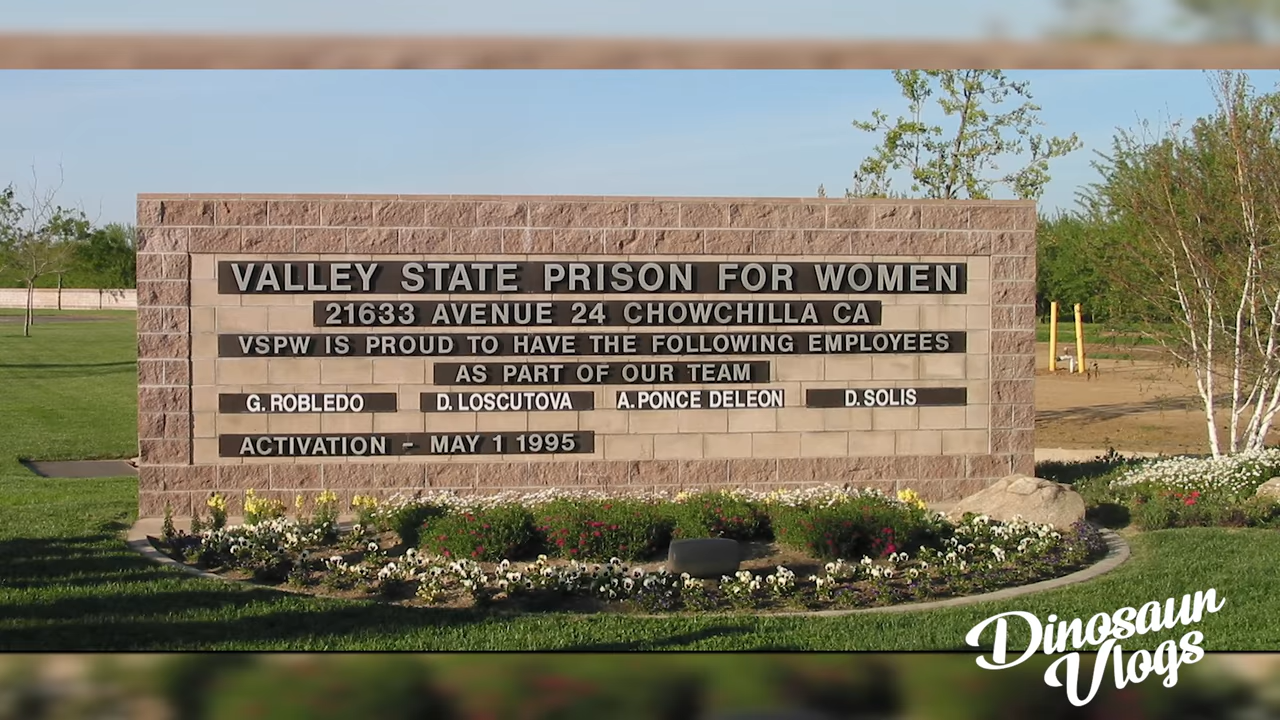 VALLEY STATE PRISON FOR WOMEN
21633 AVENUE 24 CHOWCHILLA CA
VSPW IS PROUD TO HAVE THE FOLLOWING EMPLOYEES
AS PART OF OUR TEAM
G. ROBLEDO D. LOSCUTOVA A. PONCE DELEON D. SOLIS
ACTIVATION - MAY 1 1995
Dinosaur
Vlogs